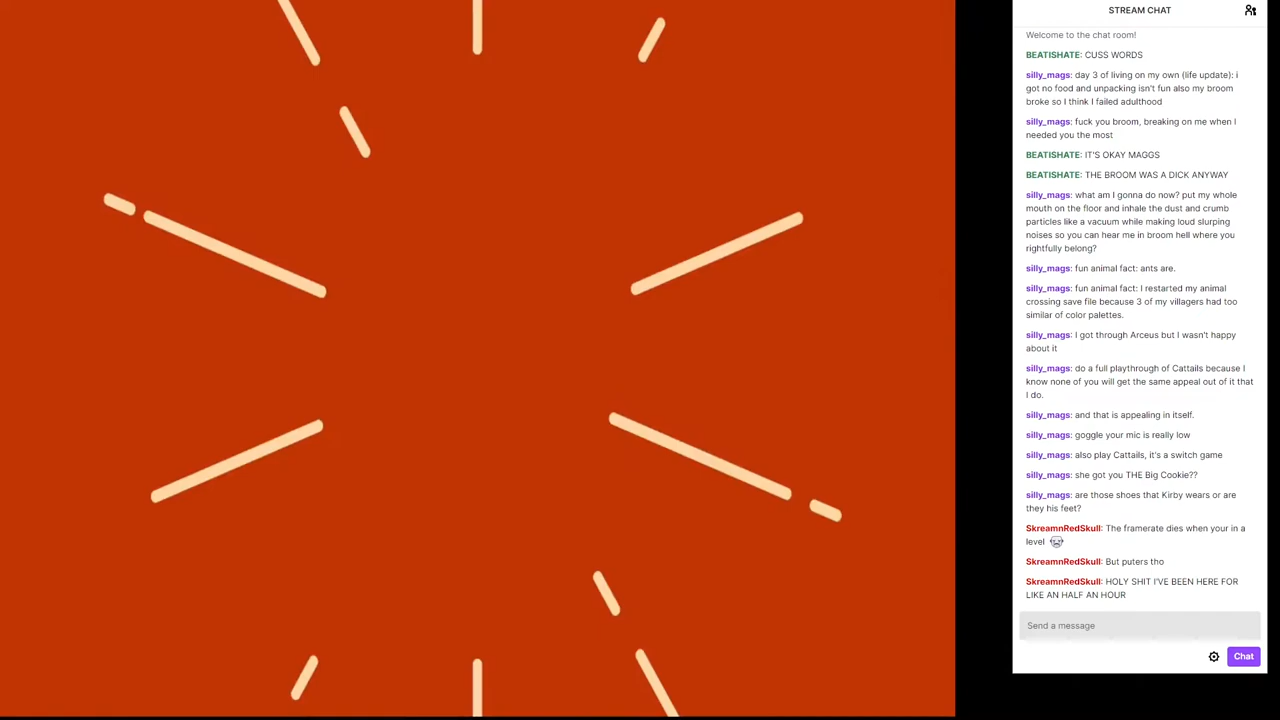 STREAM CHAT
Welcome to the chat room!
BEATISHATE: CUSS WORDS
silly_mags: day 3 of living on my own (life update): i
got no food and unpacking isn't fun also my broom
broke so I think I failed adulthood
silly_mags: fuck you broom, breaking on me when I
needed you the most
BEATISHATE: IT'S OKAY MAGGS
BEATISHATE: THE BROOM WAS A DICK ANYWAY
silly_mags: what am I gonna do now? put my whole
mouth on the floor and inhale the dust and crumb
particles like a vacuum while making loud slurping
noises so you can hear me in broom hell where you
rightfully belong?
silly_mags: fun animal fact: ants are.
silly_mags: fun animal fact: I restarted my animal
crossing save file because 3 of my villagers had too
similar of color palettes.
silly_mags: I got through Arceus but I wasn't happy
about it
silly_mags: do a full playthrough of Cattails because I
know none of you will get the same appeal out of it that
I do.
silly_mags: and that is appealing in itself.
silly_mags: goggle your mic is really low
silly_mags: also play Cattails, it's a switch game
silly_mags: she got you THE Big Cookie??
silly_mags: are those shoes that Kirby wears or are
they his feet?
SkreamnRedSkull: The framerate dies when your in a
level
SkreamnRedSkull: But puters tho
SkreamnRedSkull: HOLY SHIT I'VE BEEN HERE FOR
LIKE AN HALF AN HOUR
Send a message
Chat